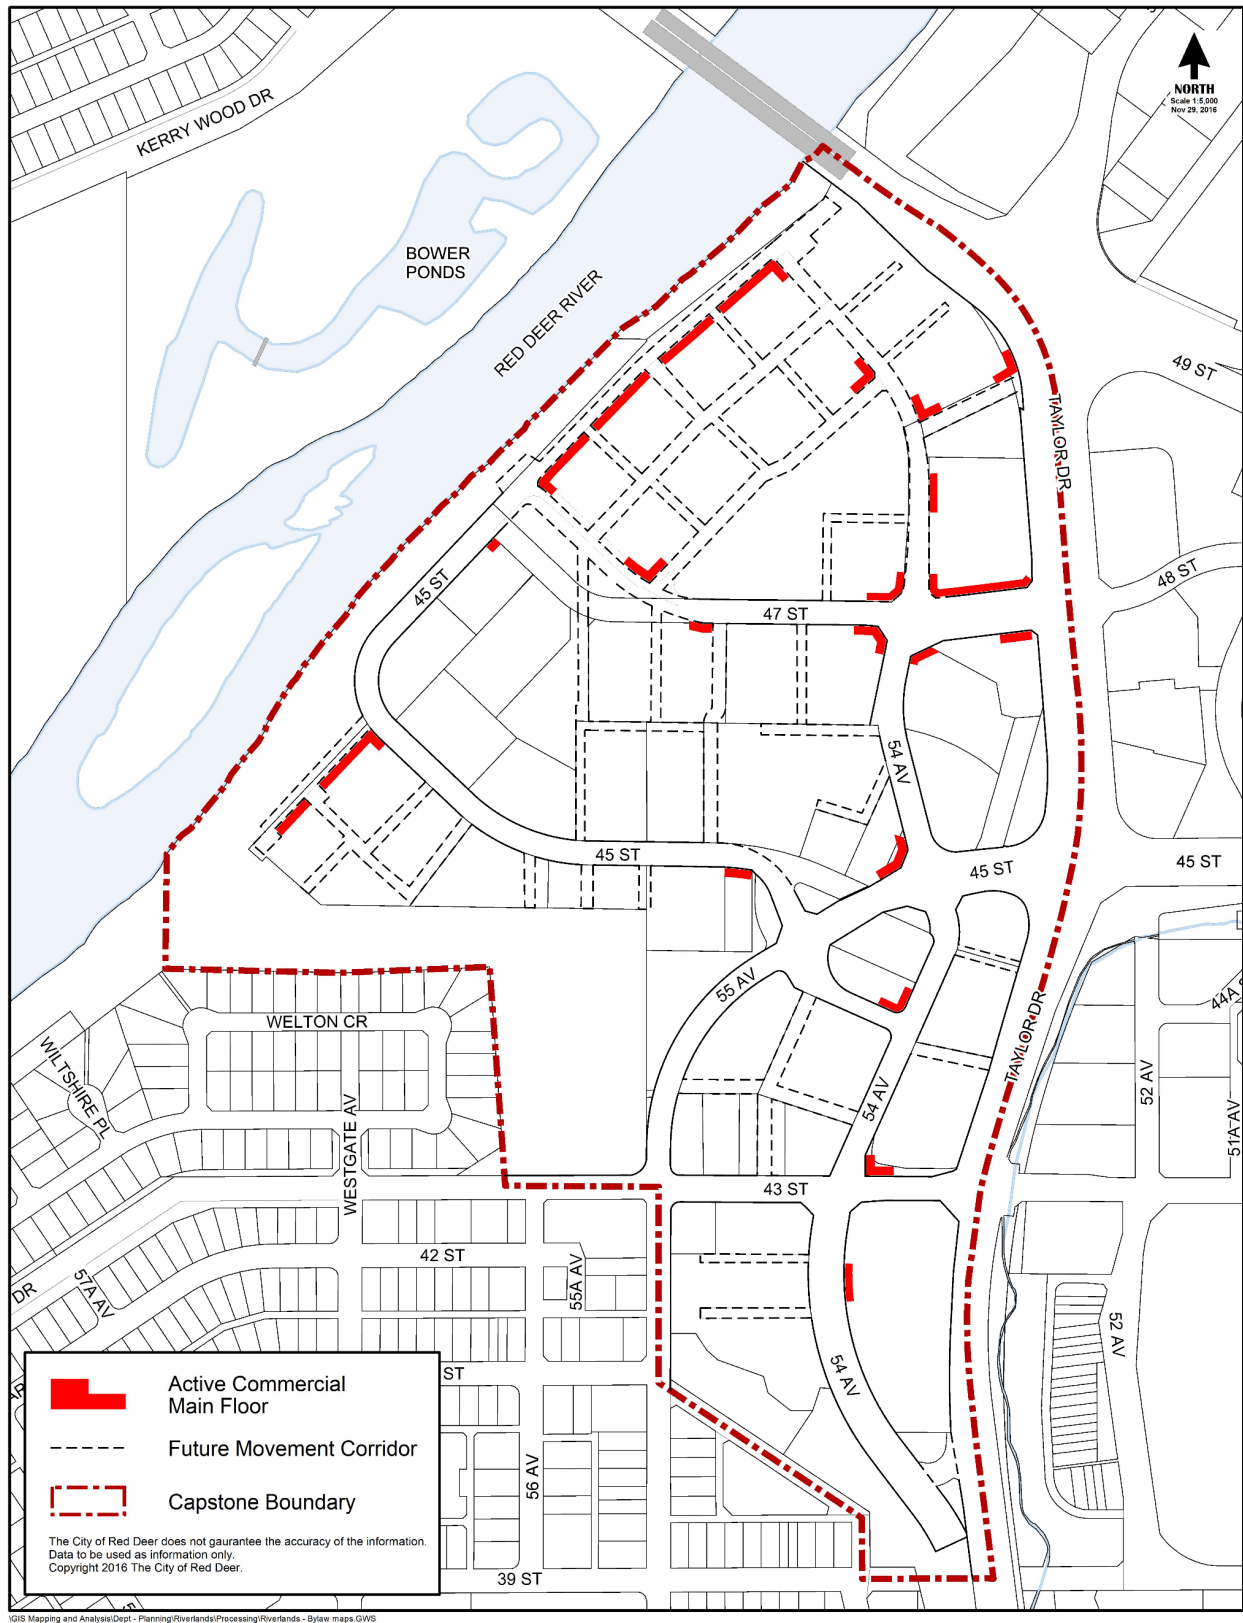 NORTH
Scale 1:5,000
Nov 29, 2016
KERRY WOOD DR
BOWER
PONDS
RED DEER RIVER
49 ST
TAYLOR DR
48 ST
45 ST
47 ST
54 AV
45 ST
45 ST
45 ST
55 AV
44A
WELTON CR
WILTSHIRE PL
TAYLOR DR
52 AV
51A AV
WESTGATE AV
54 AV
43 ST
42 ST
55A AV
57A AV
DR
52 AV
54 AV
ST
56 AV
39 ST
Active Commercial
Main Floor
Future Movement Corridor
Capstone Boundary
The City of Red Deer does not gaurantee the accuracy of the information.
Data to be used as information only.
Copyright 2016 The City of Red Deer.
\GIS Mapping and Analysis\Dept - Planning\Riverlands\Processing\Riverlands - Bylaw maps.GWS